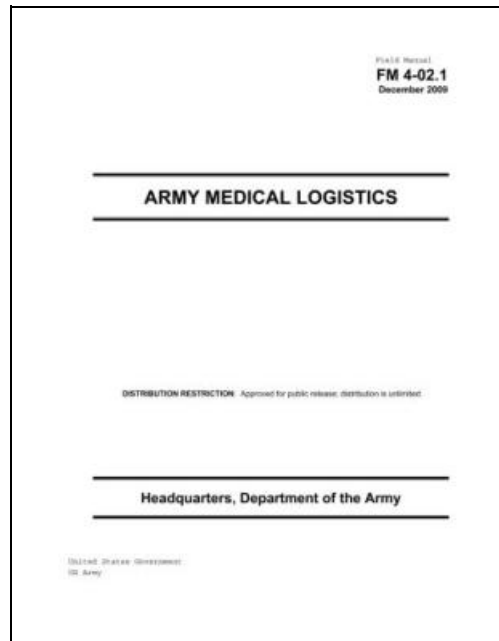 Field Manual
FM 4-02.1
December 2009
ARMY MEDICAL LOGISTICS
DISTRIBUTION RESTRICTION: Approved for public release; distribution is unlimited.
Headquarters, Department of the Army
United States Government
US Army